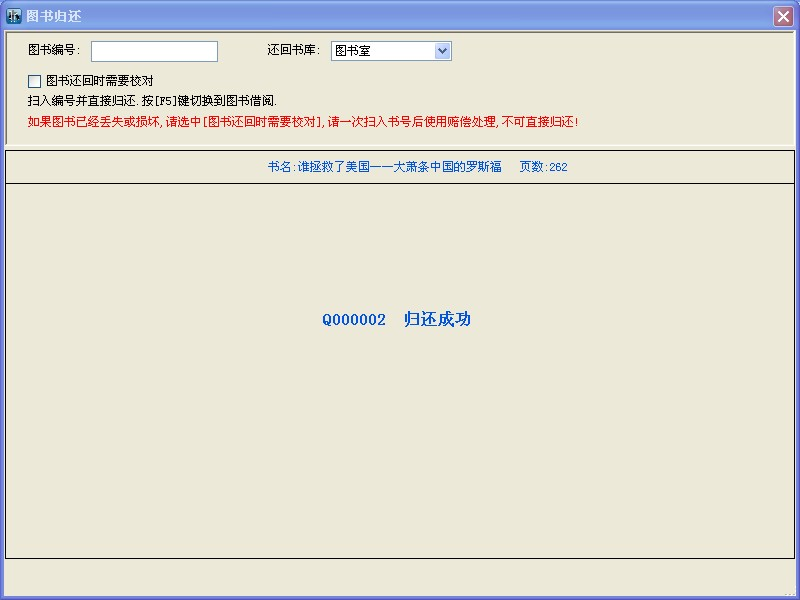 图书归还
图书编号: 还回书库: 图书室
图书还回时需要校对
扫入编号并直接归还.按[F5]键切换到图书借阅.
如果图书已经丢失或损坏,请选中[图书还回时需要校对],请一次扫入书号后使用赔偿处理,不可直接归还!
书名:谁拯救了美国——大萧条中国的罗斯福 页数:262
Q000002 归还成功